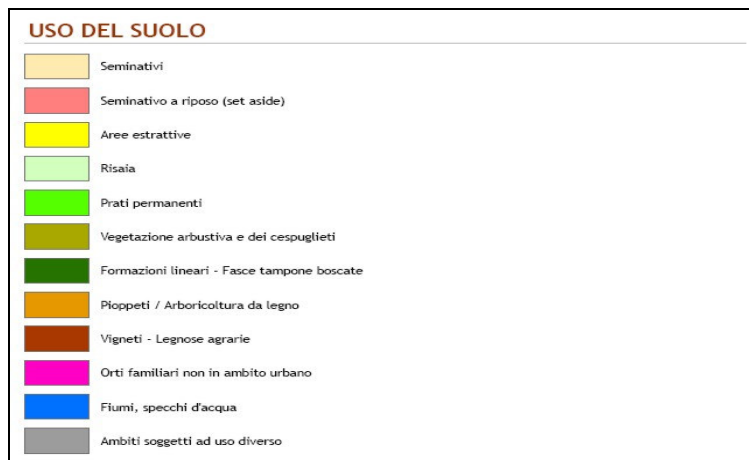 USO DEL SUOLO
Seminativi
Seminativo a riposo (set aside)
Aree estrattive
Risaia
Prati permanenti
Vegetazione arbustiva e dei cespuglieti
Formazioni lineari - Fasce tampone boscate
Pioppeti / Arboricoltura da legno
Vigneti - Legnose agrarie
Orti familiari non in ambito urbano
Fiumi, specchi d'acqua
Ambiti soggetti ad uso diverso